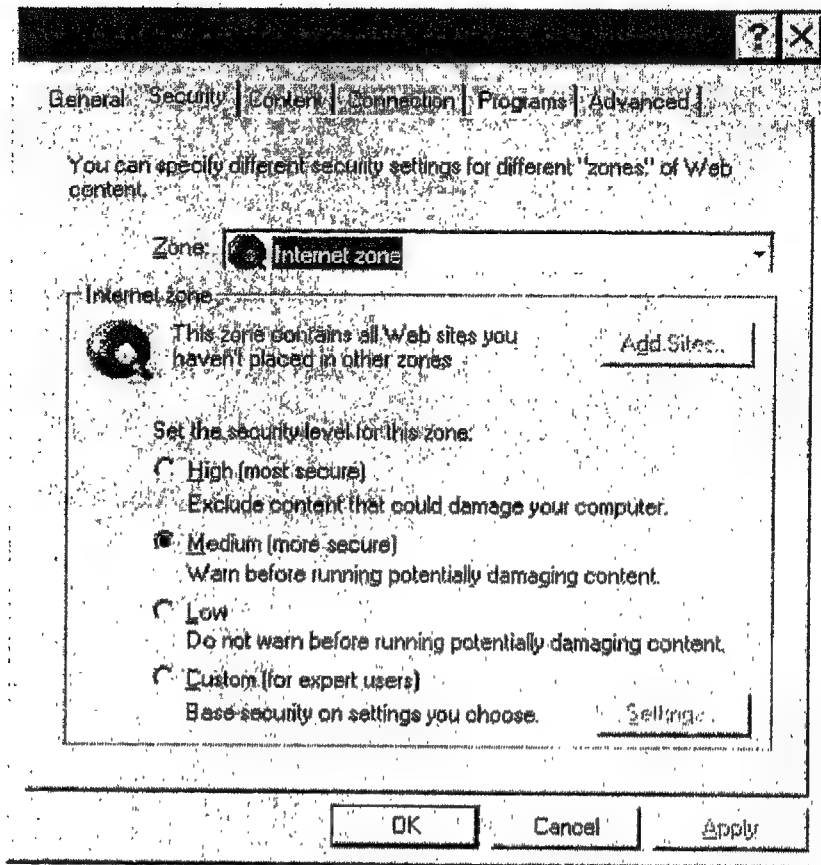 General Security Content Connection Programs Advanced
You can specify different security settings for different "zones" of Web
content.
Zone: Internet zone
Internet zone
This zone contains all Web sites you
haven't placed in other zones
Add Sites..
Set the security level for this zone:
High (most secure)
Exclude content that could damage your computer.
Medium (more secure)
Warn before running potentially damaging content.
Low
Do not warn before running potentially damaging content.
Custom (for expert users)
Base security on settings you choose.
Settings..
OK Cancel Apply